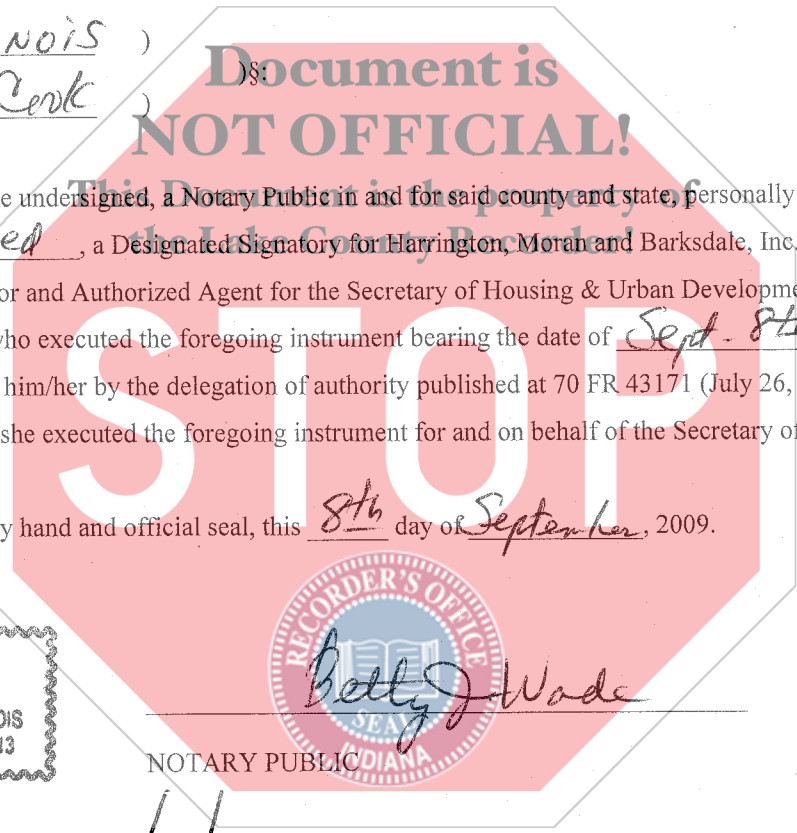 NOIS )
)§:
Cook )
Document is
NOT OFFICIAL!
This Document is the property of
the Lake County Recorder!
e undersigned, a Notary Public in and for said county and state, personally
ed , a Designated Signatory for Harrington, Moran and Barksdale, Inc.
or and Authorized Agent for the Secretary of Housing & Urban Developme
who executed the foregoing instrument bearing the date of Sept. 8th
him/her by the delegation of authority published at 70 FR 43171 (July 26,
she executed the foregoing instrument for and on behalf of the Secretary of
STOP
y hand and official seal, this 8th day of September, 2009.
RECORDER'S OFFICE
SEAL
INDIANA
Betty J Wade
OIS
13
NOTARY PUBLIC